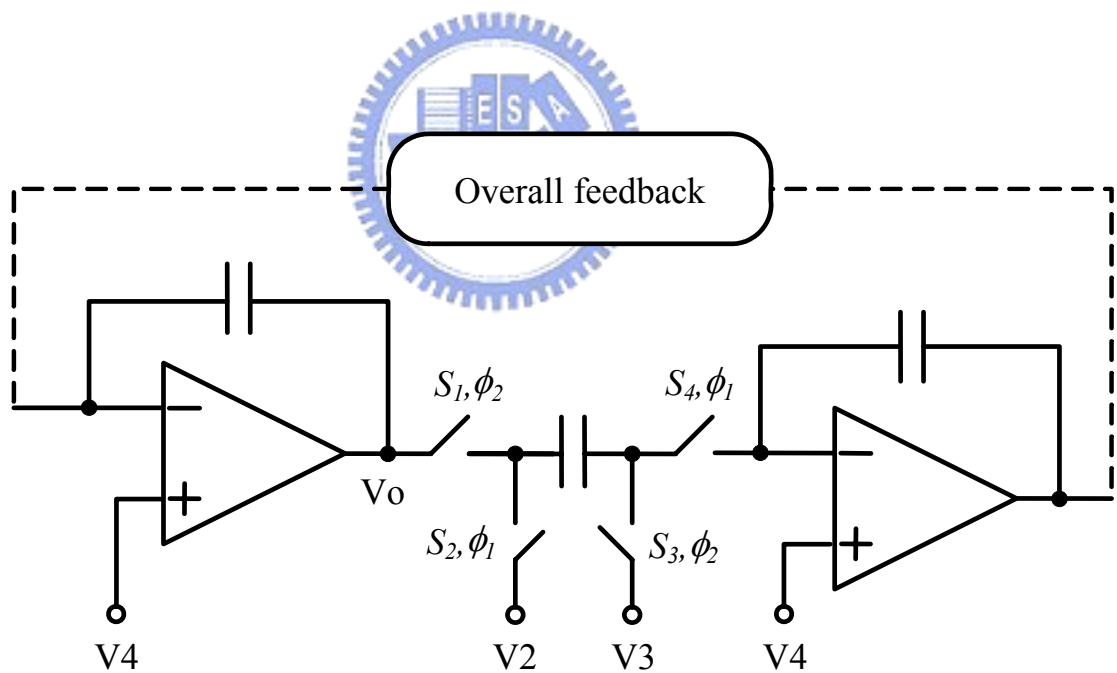 E S A
Overall feedback
S₁,ϕ₂
S₄,ϕ₁
Vo
S₂,ϕ₁
S₃,ϕ₂
V4
V2
V3
V4